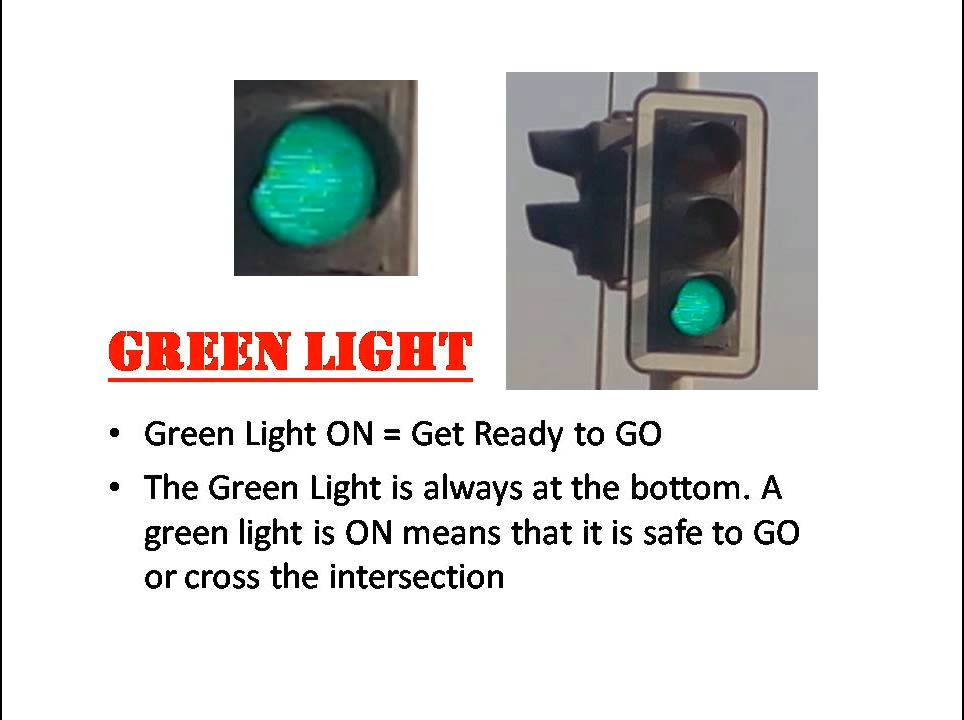 GREEN LIGHT
• Green Light ON = Get Ready to GO
• The Green Light is always at the bottom. A
green light is ON means that it is safe to GO
or cross the intersection